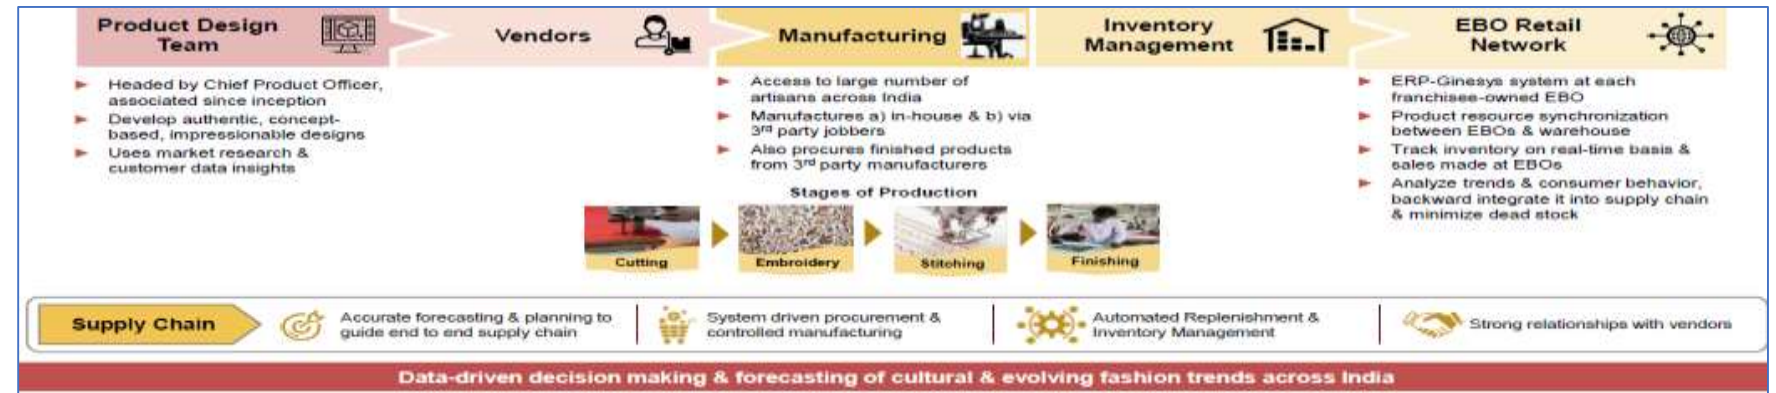 Product Design
Team
Vendors
Manufacturing
Inventory
Management
EBO Retail
Network
Headed by Chief Product Officer,
associated since inception
Develop authentic, concept-
based, impressionable designs
Uses market research &
customer data insights
Access to large number of
artisans across India
Manufactures a) in-house & b) via
3rd party jobbers
Also procures finished products
from 3rd party manufacturers
ERP-Ginesys system at each
franchisee-owned EBO
Product resource synchronization
between EBOs & warehouse
Track inventory on real-time basis &
sales made at EBOs
Analyze trends & consumer behavior,
backward integrate it into supply chain
& minimize dead stock
Stages of Production
Cutting
Embroidery
Stitching
Finishing
Supply Chain
Accurate forecasting & planning to
guide end to end supply chain
System driven procurement &
controlled manufacturing
Automated Replenishment &
Inventory Management
Strong relationships with vendors
Data-driven decision making & forecasting of cultural & evolving fashion trends across India